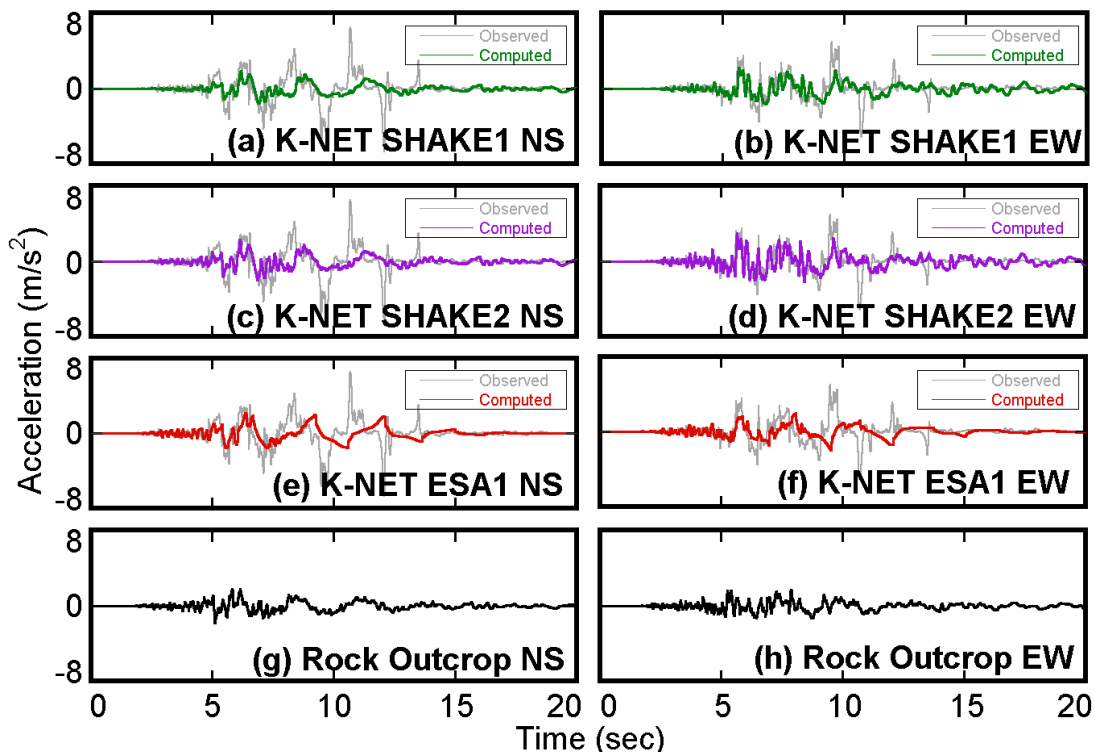 8
0
-8
Observed
Computed
(a) K-NET SHAKE1 NS
Observed
Computed
(b) K-NET SHAKE1 EW
8
0
-8
Observed
Computed
(c) K-NET SHAKE2 NS
Observed
Computed
(d) K-NET SHAKE2 EW
Acceleration (m/s²)
8
0
-8
Observed
Computed
(e) K-NET ESA1 NS
Observed
Computed
(f) K-NET ESA1 EW
8
0
-8
(g) Rock Outcrop NS
(h) Rock Outcrop EW
0 5 10 15 20
0 5 10 15 20
Time (sec)